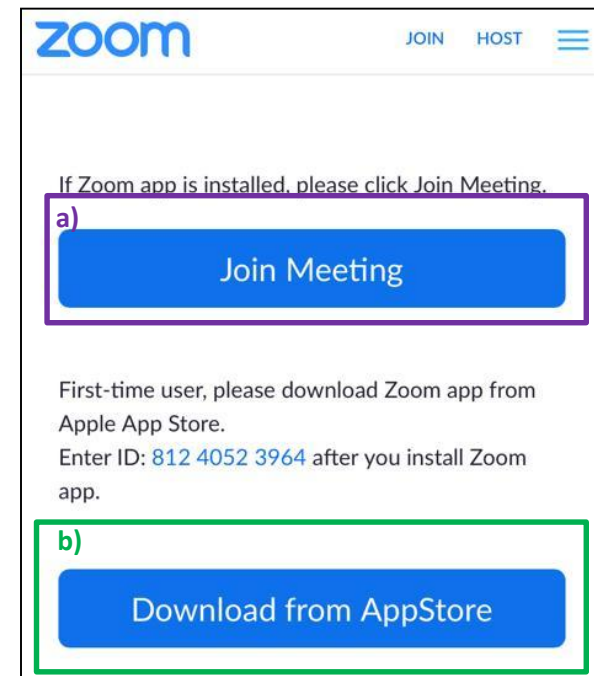 zoom JOIN HOST
If Zoom app is installed, please click Join Meeting.
a)
Join Meeting
First-time user, please download Zoom app from
Apple App Store.
Enter ID: 812 4052 3964 after you install Zoom
app.
b)
Download from AppStore